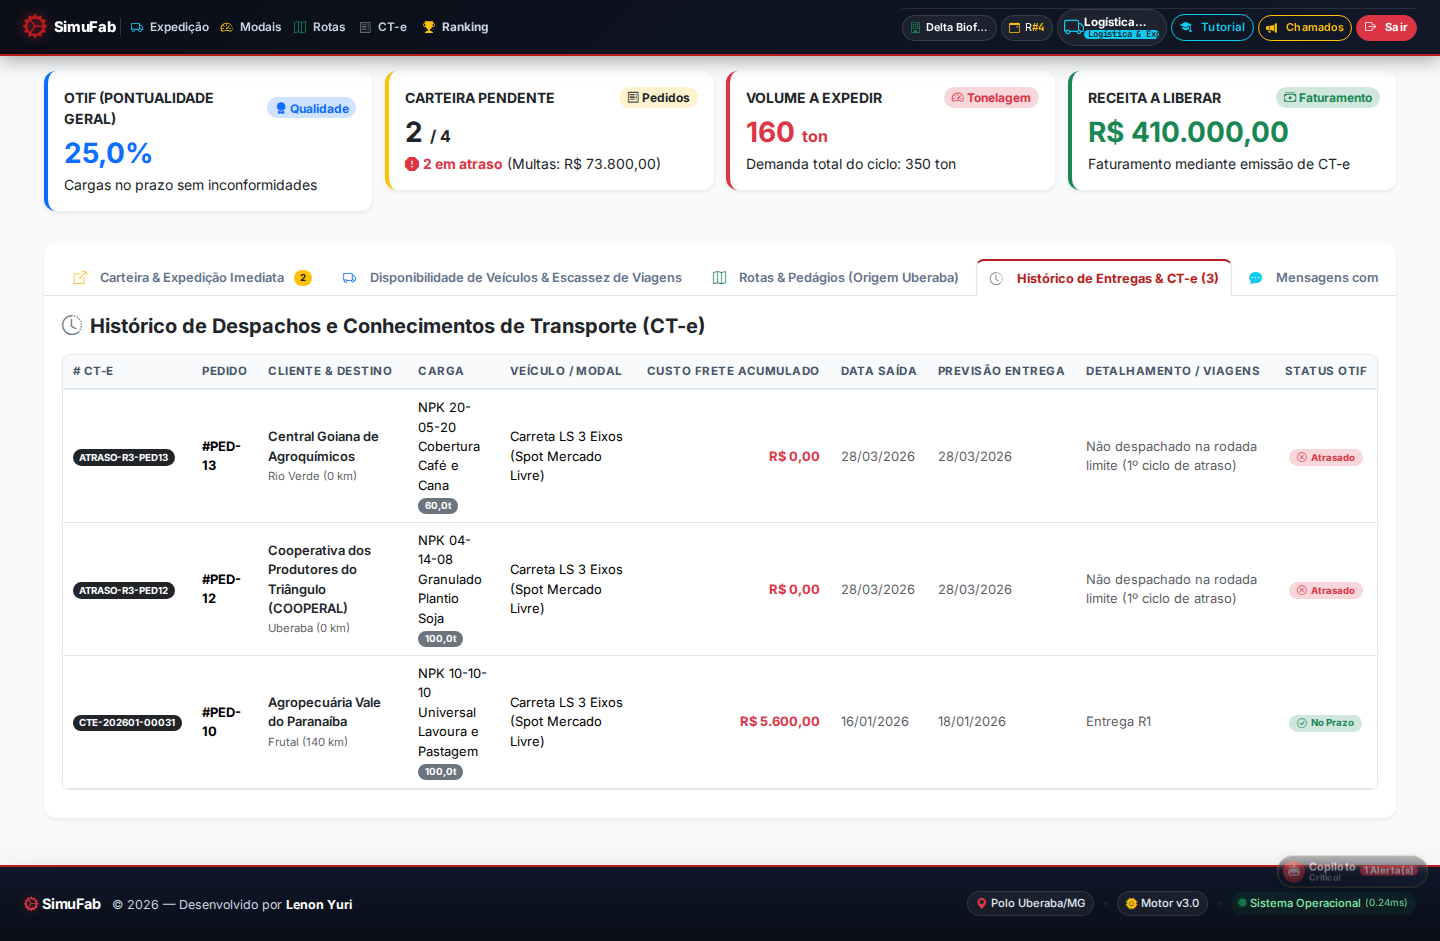 SimuFab
Expedição
Modais
Rotas
CT-e
Ranking
Delta Biof...
R#4
Logística...
Logística & Exp
Tutorial
Chamados
Sair
OTIF (PONTUALIDADE
GERAL)
Qualidade
25,0%
Cargas no prazo sem inconformidades
CARTEIRA PENDENTE
Pedidos
2 / 4
2 em atraso (Multas: R$ 73.800,00)
VOLUME A EXPEDIR
Tonelagem
160 ton
Demanda total do ciclo: 350 ton
RECEITA A LIBERAR
Faturamento
R$ 410.000,00
Faturamento mediante emissão de CT-e
Carteira & Expedição Imediata 2
Disponibilidade de Veículos & Escassez de Viagens
Rotas & Pedágios (Origem Uberaba)
Histórico de Entregas & CT-e (3)
Mensagens com
Histórico de Despachos e Conhecimentos de Transporte (CT-e)
# CT-E PEDIDO CLIENTE & DESTINO CARGA VEÍCULO / MODAL CUSTO FRETE ACUMULADO DATA SAÍDA PREVISÃO ENTREGA DETALHAMENTO / VIAGENS STATUS OTIF
ATRASO-R3-PED13
#PED-
13
Central Goiana de
Agroquímicos
Rio Verde (0 km)
NPK 20-
05-20
Cobertura
Café e
Cana
60,0t
Carreta LS 3 Eixos
(Spot Mercado
Livre)
R$ 0,00
28/03/2026
28/03/2026
Não despachado na rodada
limite (1º ciclo de atraso)
Atrasado
ATRASO-R3-PED12
#PED-
12
Cooperativa dos
Produtores do
Triângulo
(COOPERAL)
Uberaba (0 km)
NPK 04-
14-08
Granulado
Plantio
Soja
100,0t
Carreta LS 3 Eixos
(Spot Mercado
Livre)
R$ 0,00
28/03/2026
28/03/2026
Não despachado na rodada
limite (1º ciclo de atraso)
Atrasado
CTE-202601-00031
#PED-
10
Agropecuária Vale
do Paranaíba
Frutal (140 km)
NPK 10-10-
10
Universal
Lavoura e
Pastagem
100,0t
Carreta LS 3 Eixos
(Spot Mercado
Livre)
R$ 5.600,00
16/01/2026
18/01/2026
Entrega R1
No Prazo
Copiloto
Crítico!
1 Alerta(s)
SimuFab © 2026 — Desenvolvido por Lenon Yuri
Polo Uberaba/MG
Motor v3.0
Sistema Operacional (0.24ms)